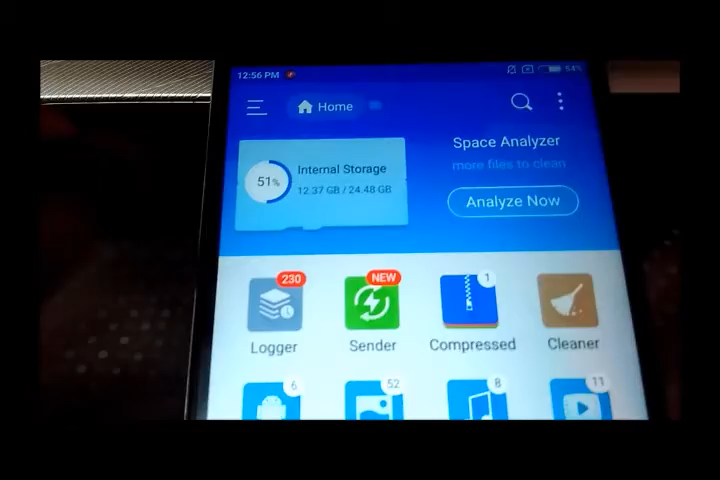 12:56 PM 54%
Home
Space Analyzer
Internal Storage
more files to clean
51%
12.37 GB / 24.48 GB
Analyze Now
230 NEW 1
Logger Sender Compressed Cleaner
6 52 8 11